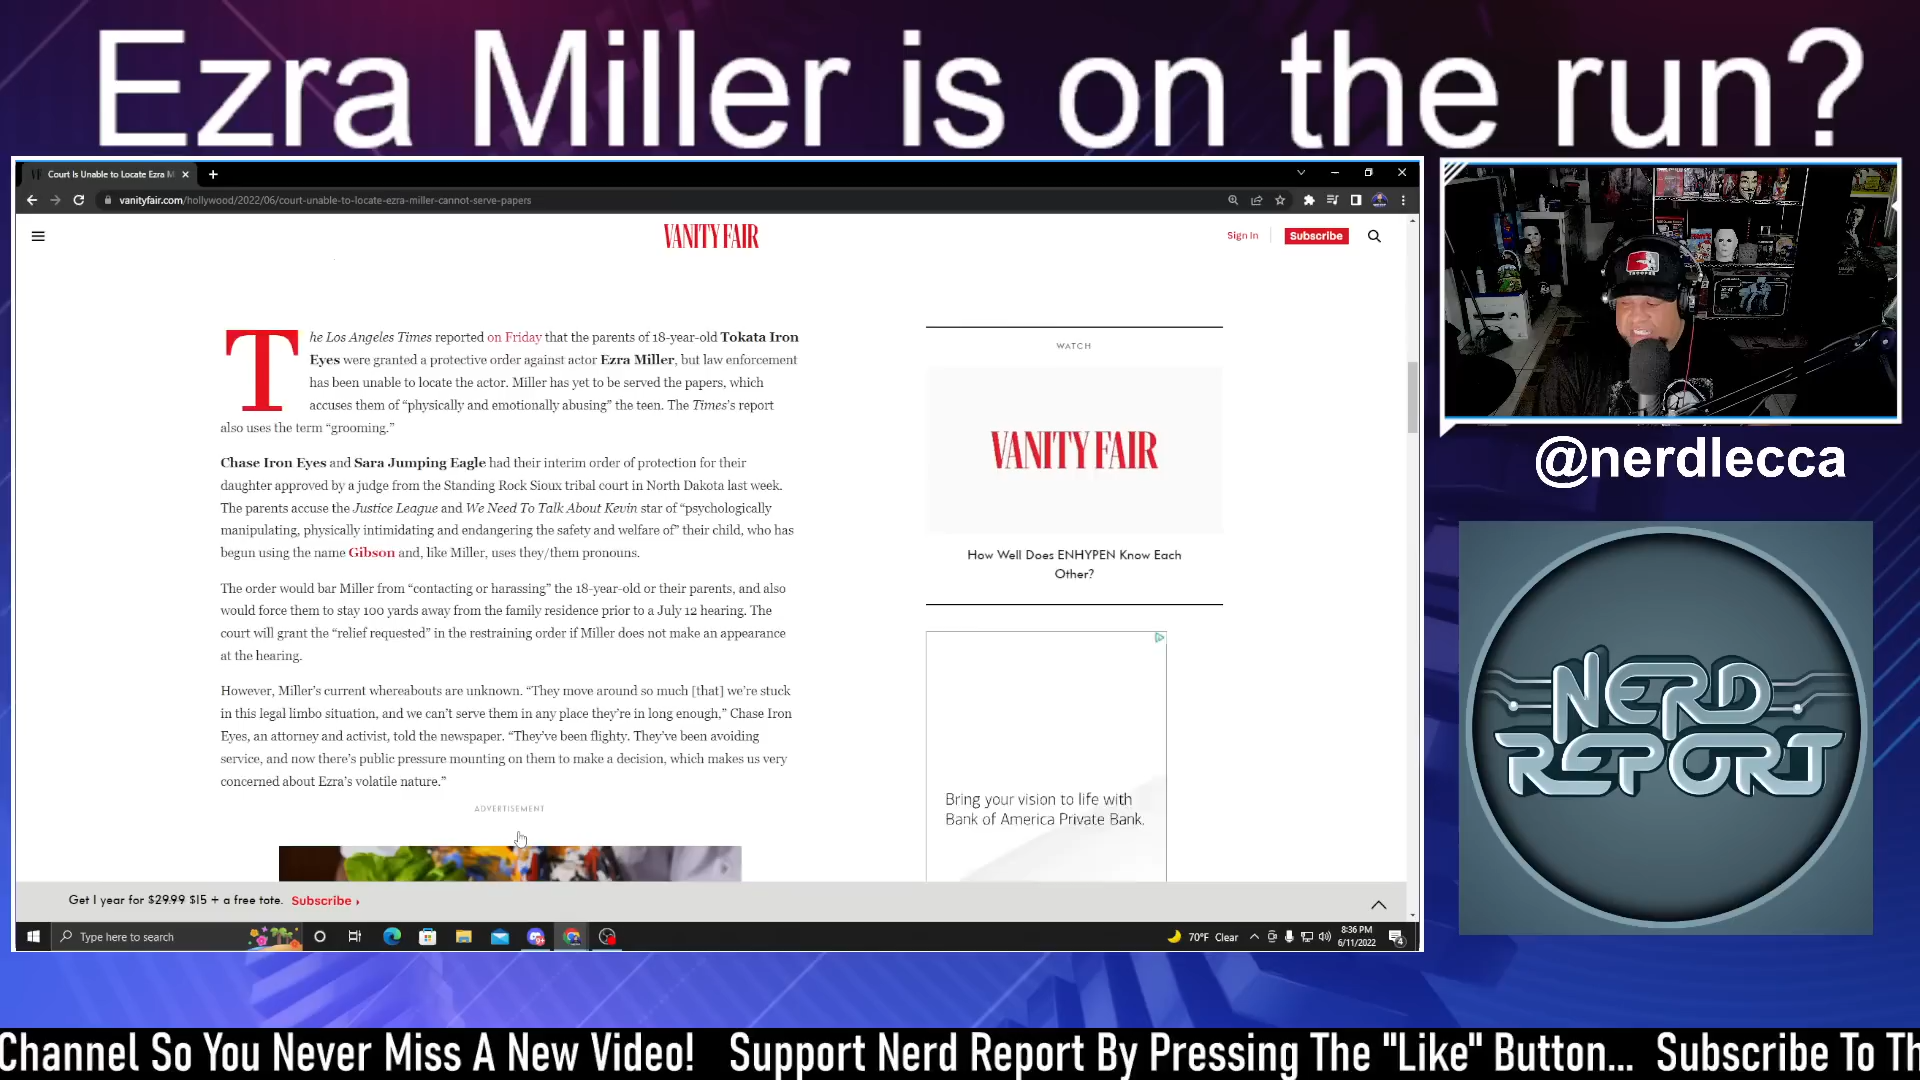 Ezra Miller is on the run?
Court Is Unable to Locate Ezra M
vanityfair.com/hollywood/2022/06/court-unable-to-locate-ezra-miller-cannot-serve-papers
VANITY FAIR
Sign In
Subscribe
The Los Angeles Times reported on Friday that the parents of 18-year-old Tokata Iron
Eyes were granted a protective order against actor Ezra Miller, but law enforcement
has been unable to locate the actor. Miller has yet to be served the papers, which
accuses them of “physically and emotionally abusing” the teen. The Times’s report
also uses the term “grooming.”
Chase Iron Eyes and Sara Jumping Eagle had their interim order of protection for their
daughter approved by a judge from the Standing Rock Sioux tribal court in North Dakota last week.
The parents accuse the Justice League and We Need To Talk About Kevin star of “psychologically
manipulating, physically intimidating and endangering the safety and welfare of” their child, who has
begun using the name Gibson and, like Miller, uses they/them pronouns.
The order would bar Miller from “contacting or harassing” the 18-year-old or their parents, and also
would force them to stay 100 yards away from the family residence prior to a July 12 hearing. The
court will grant the “relief requested” in the restraining order if Miller does not make an appearance
at the hearing.
However, Miller’s current whereabouts are unknown. “They move around so much [that] we’re stuck
in this legal limbo situation, and we can’t serve them in any place they’re in long enough,” Chase Iron
Eyes, an attorney and activist, told the newspaper. “They’ve been flighty. They’ve been avoiding
service, and now there’s public pressure mounting on them to make a decision, which makes us very
concerned about Ezra’s volatile nature.”
ADVERTISEMENT
WATCH
VANITY FAIR
How Well Does ENHYPEN Know Each
Other?
Bring your vision to life with
Bank of America Private Bank.
Get 1 year for $29.99 $15 + a free tote. Subscribe ›
Type here to search
70°F Clear
8:36 PM
6/11/2022
4
@nerdlecca
NERD
REPORT
Channel So You Never Miss A New Video! Support Nerd Report By Pressing The "Like" Button... Subscribe To Th